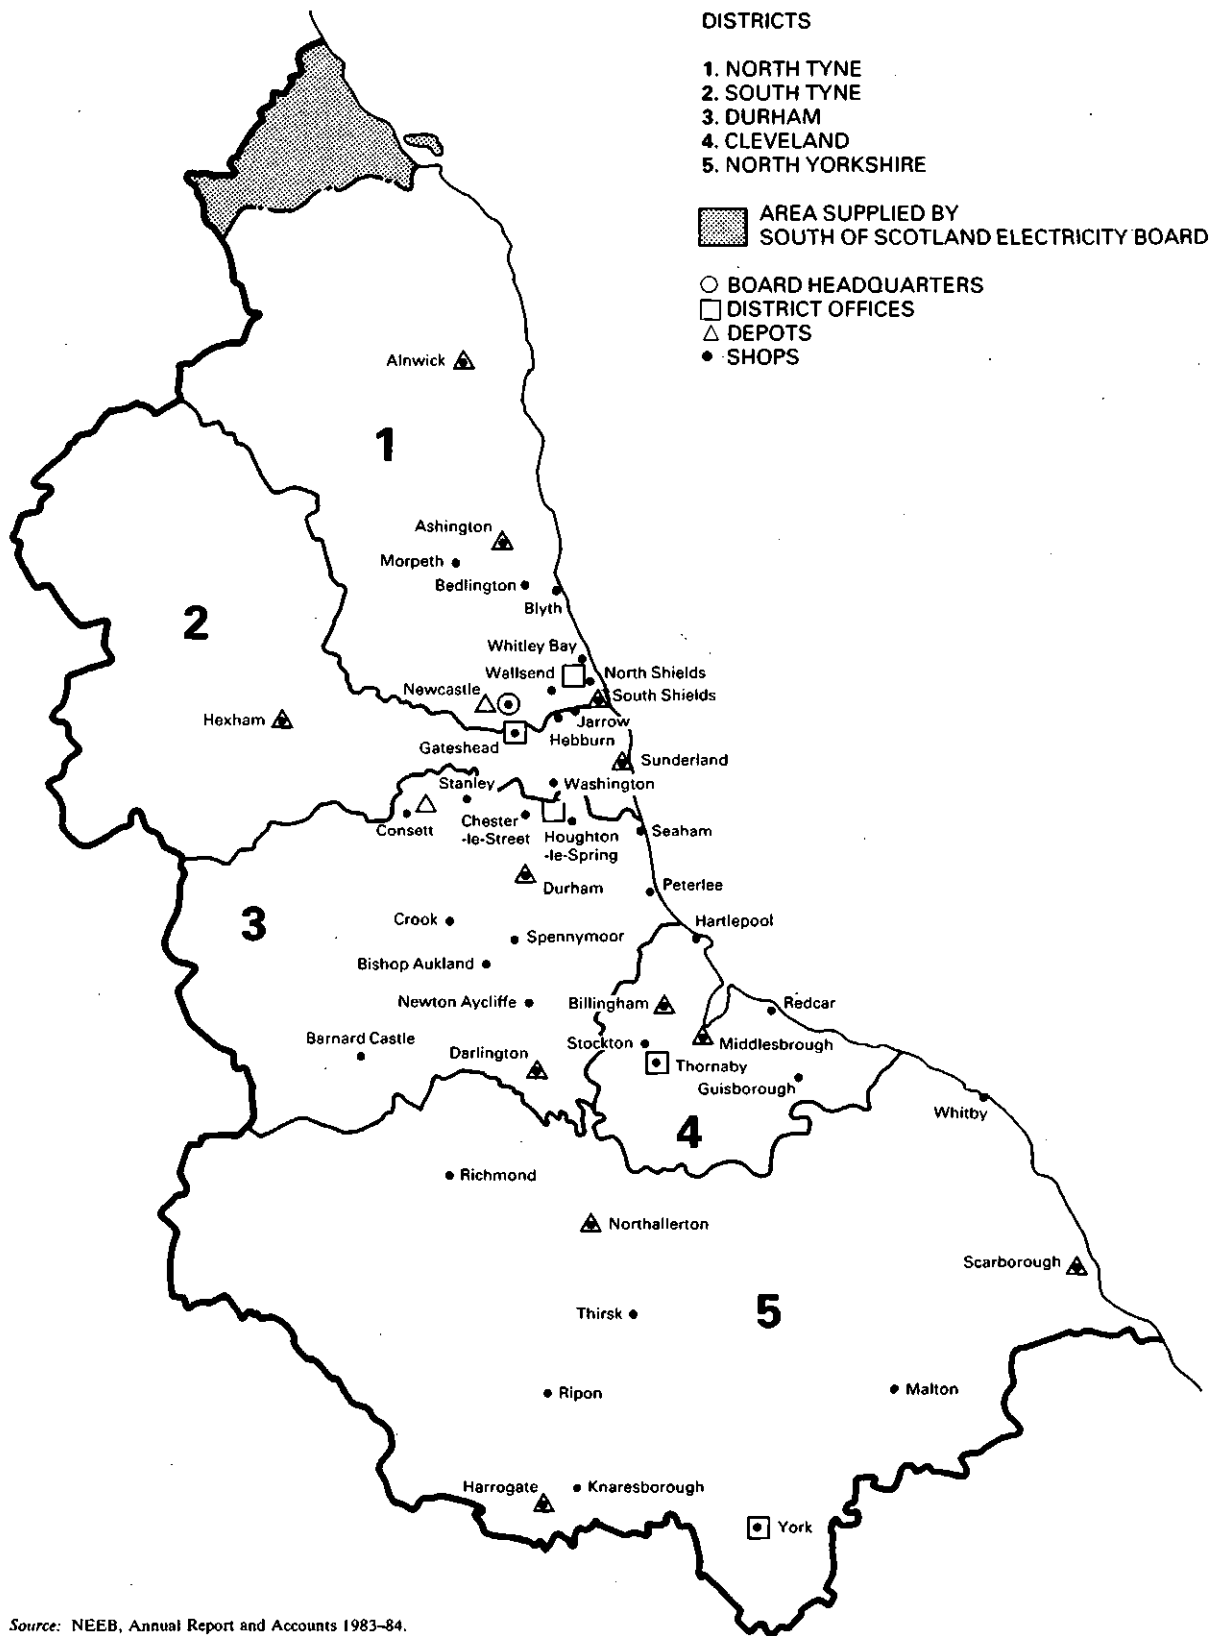 DISTRICTS
1. NORTH TYNE
2. SOUTH TYNE
3. DURHAM
4. CLEVELAND
5. NORTH YORKSHIRE
AREA SUPPLIED BY
SOUTH OF SCOTLAND ELECTRICITY BOARD
BOARD HEADQUARTERS
DISTRICT OFFICES
DEPOTS
SHOPS
Alnwick
1
Ashington
Morpeth
Bedlington
Blyth
2
Whitley Bay
Wallsend
North Shields
Newcastle
South Shields
Hexham
Jarrow
Hebburn
Gateshead
Sunderland
Stanley
Washington
Consett
Chester
-le-Street
Houghton
-le-Spring
Seaham
Durham
Peterlee
3
Crook
Hartlepool
Spennymoor
Bishop Aukland
Newton Aycliffe
Billingham
Redcar
Barnard Castle
Stockton
Middlesbrough
Darlington
Thornaby
Guisborough
Whitby
4
Richmond
Northallerton
Scarborough
Thirsk
5
Ripon
Malton
Harrogate
Knaresborough
York
Source: NEEB, Annual Report and Accounts 1983–84.